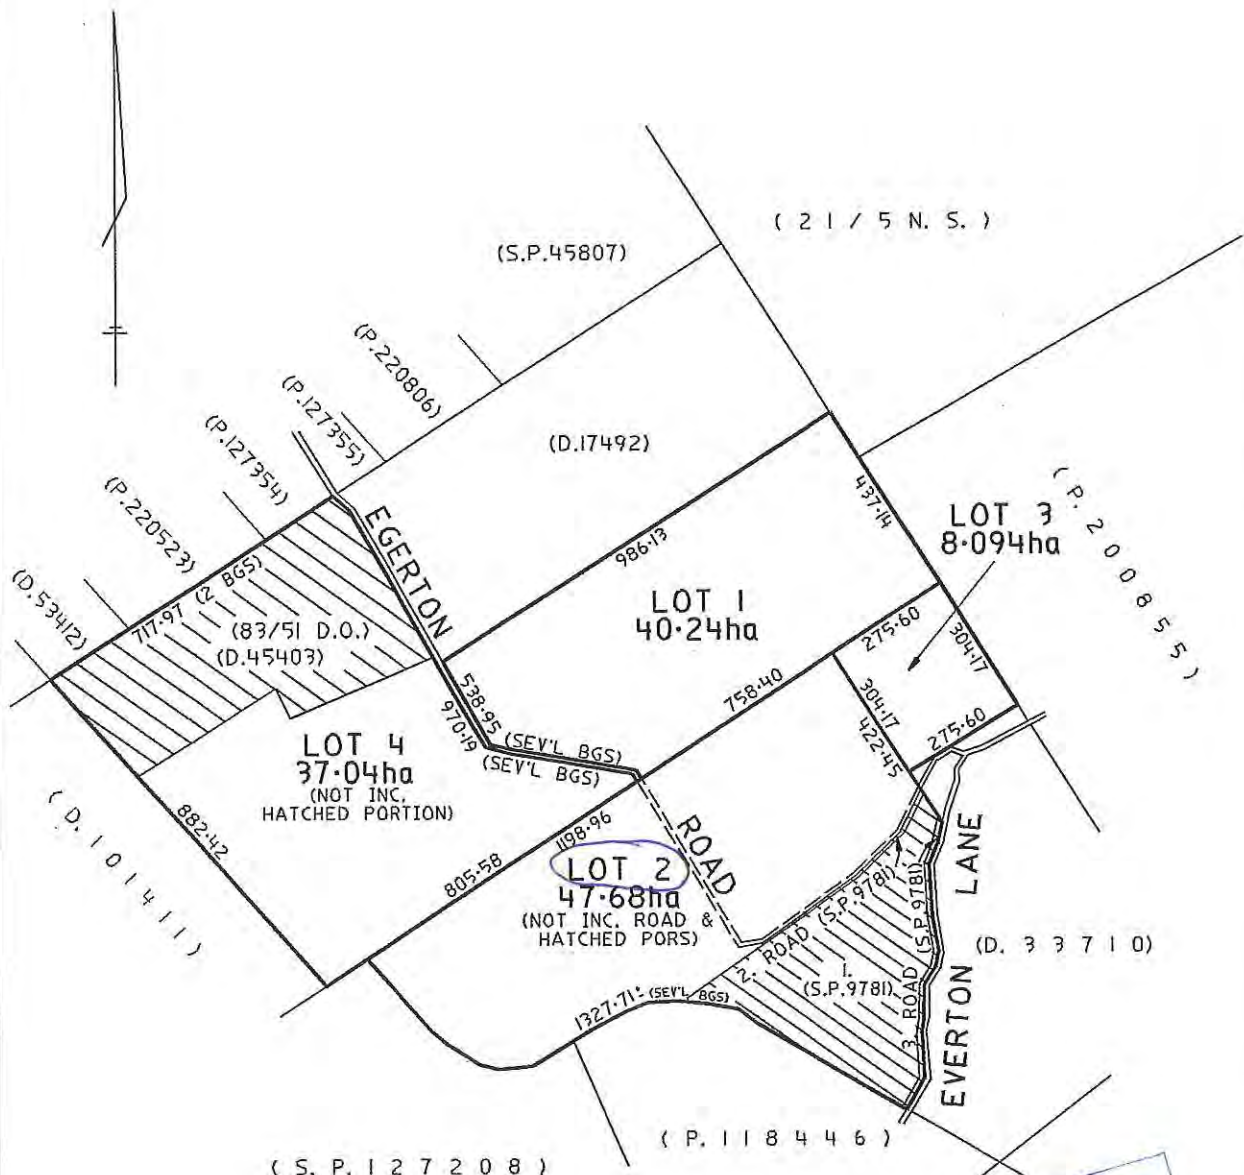 ( 2 1 / 5 N. S. )
(S.P.45807)
(P.220806)
(P.127355)
(P.127354)
(P.220523)
(D.53412)
(D.17492)
EGERTON
437·14
LOT 3
8·094ha
( P. 2 0 0 8 5 5 )
986·13
717·97 (2 BGS)
(83/51 D.O.)
(D.45403)
LOT 1
40·24ha
275·60
304·17
758·40
304·17
422·45
275·60
538·95
970·19
(SEV'L BGS)
(SEV'L BGS)
LOT 4
37·04ha
(NOT INC.
HATCHED PORTION)
( D. 1 0 1 4 1 1 )
882·42
805·58
1198·96
ROAD
LOT 2
47·68ha
(NOT INC. ROAD &
HATCHED PORS)
2. ROAD (S.P.9781)
1.
(S.P.9781)
3. ROAD (S.P.9781)
EVERTON LANE
(D. 3 3 7 1 0)
1327·71± (SEV'L BGS)
( P. 1 1 8 4 4 6 )
( S. P. 1 2 7 2 0 8 )